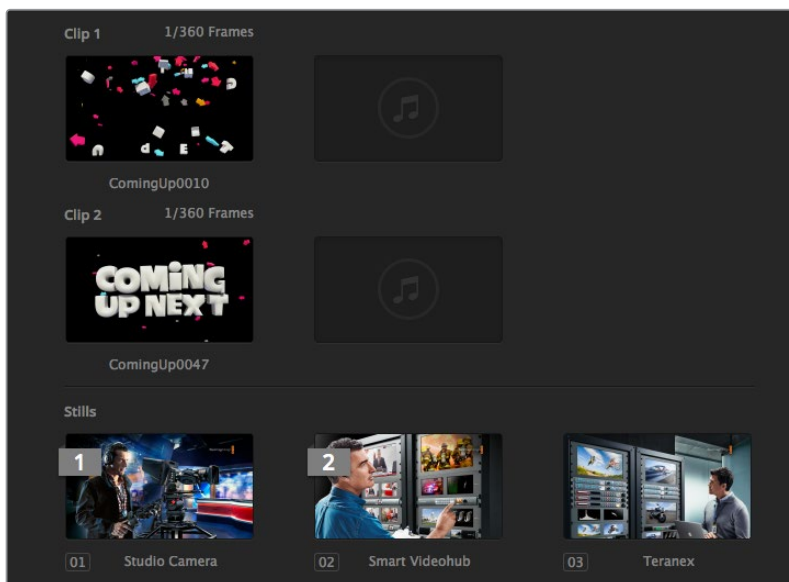 Clip 1 1/360 Frames
ComingUp0010
Clip 2 1/360 Frames
COMiNG
UP NEXT
ComingUp0047
Stills
1 2
01 Studio Camera 02 Smart Videohub 03 Teranex